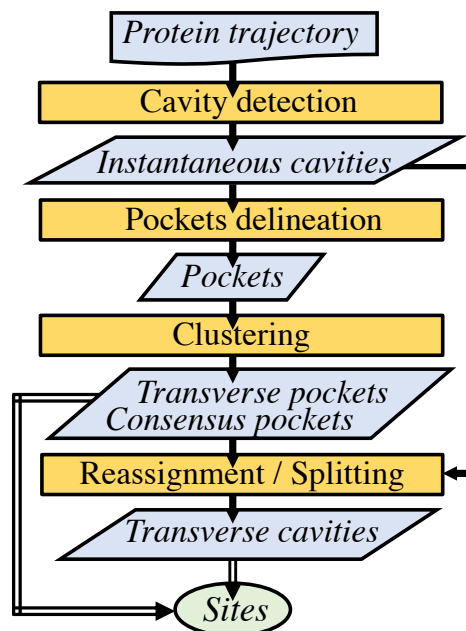 Protein trajectory
Cavity detection
Instantaneous cavities
Pockets delineation
Pockets
Clustering
Transverse pockets
Consensus pockets
Reassignment / Splitting
Transverse cavities
Sites